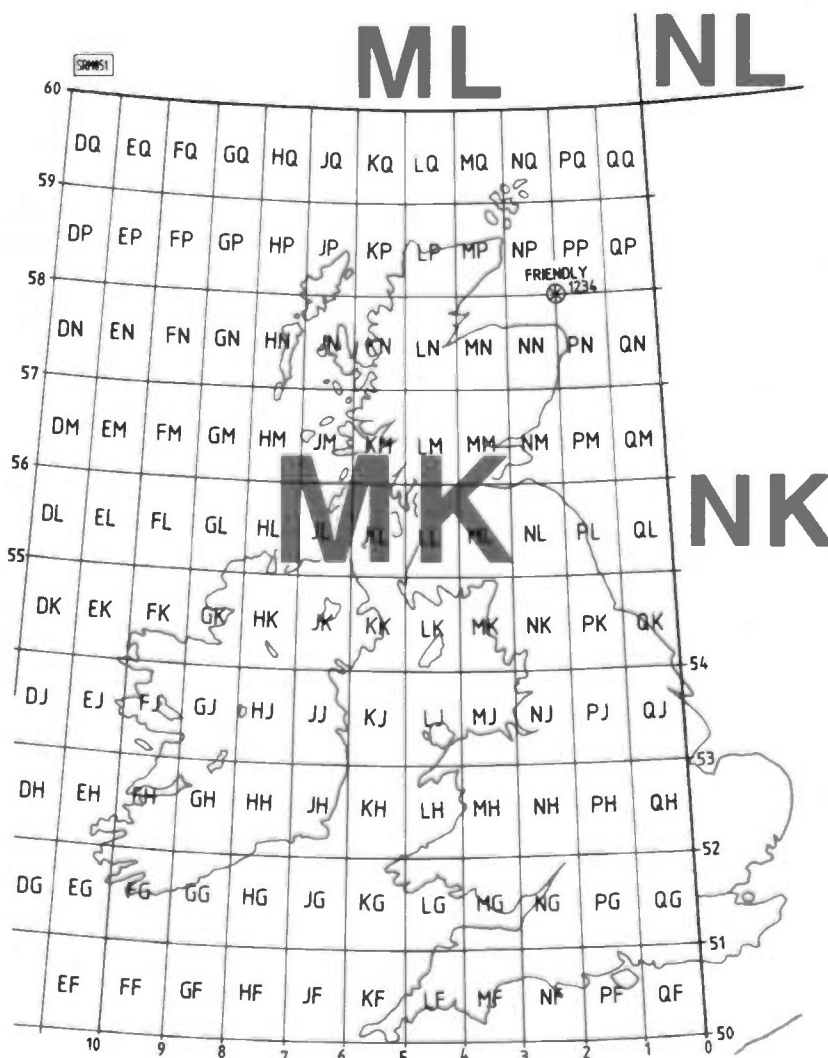 ML NL
SRM051
60
DQ EQ FQ GQ HQ JQ KQ LQ MQ NQ PQ QQ
59
DP EP FP GP HP JP KP LP MP NP PP QP
FRIENDLY
1234
58
DN EN FN GN HN JN KN LN MN NN PN QN
57
DM EM FM GM HM JM KM LM MM NM PM QM
56
MK NK
DL EL FL GL HL JL LL ML NL PL QL
55
DK EK FK GK HK JK KK LK MK NK PK QK
54
DJ EJ FJ GJ HJ JJ KJ LJ MJ NJ PJ QJ
53
DH EH FH GH HH JH KH LH MH NH PH QH
52
DG EG FG GG HG JG KG LG MG NG PG QG
51
EF FF GF HF JF KF LF MF NF PF QF
50
10 9 8 7 6 5 4 3 2 1 0